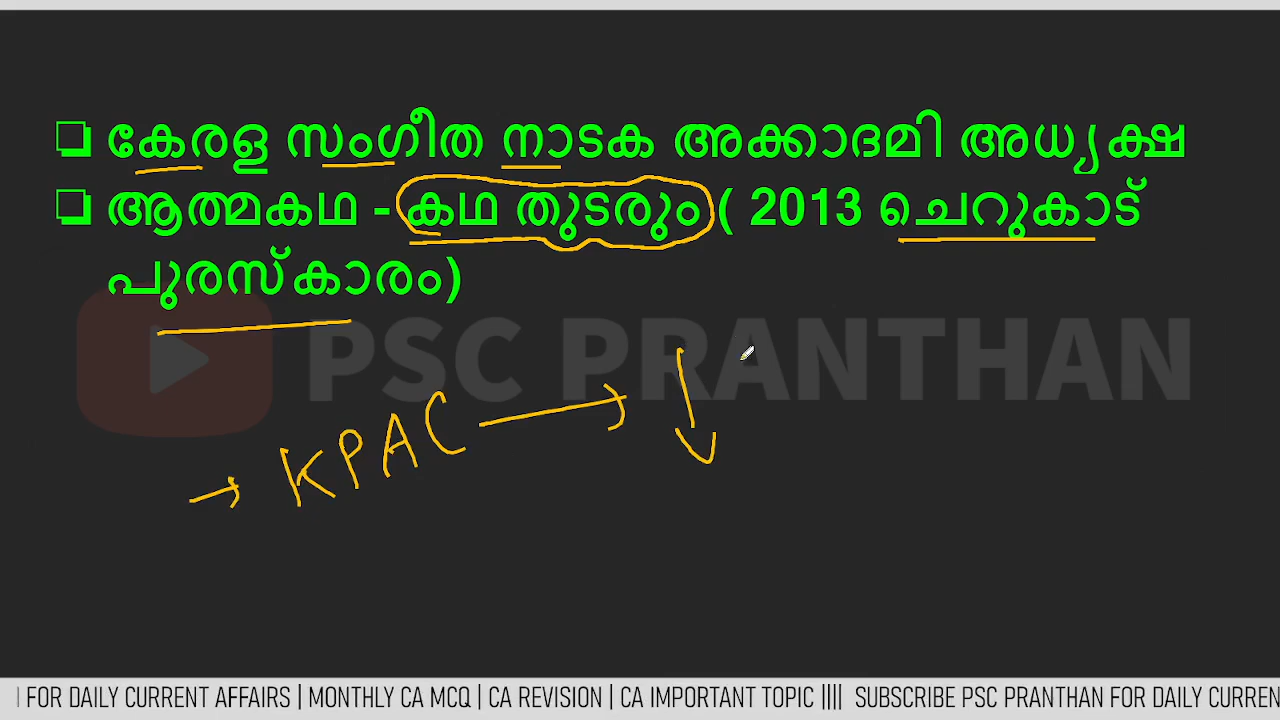 കേരള സംഗീത നാടക അക്കാദമി അധ്യക്ഷ
ആത്മകഥ - കഥ തുടരും ( 2013 ചെറുകാട്
പുരസ്കാരം)
PSC PRANTHAN
→ KPAC → ↓
FOR DAILY CURRENT AFFAIRS | MONTHLY CA MCQ | CA REVISION | CA IMPORTANT TOPIC |||| SUBSCRIBE PSC PRANTHAN FOR DAILY CURREN